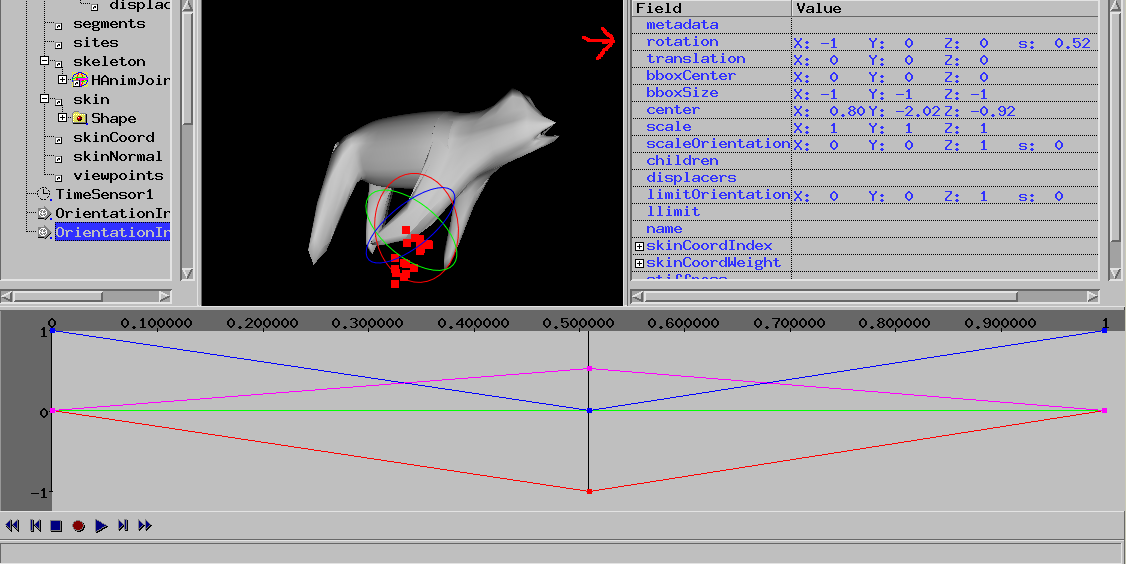 displac
segments
sites
skeleton
HAnimJoin
skin
Shape
skinCoord
skinNormal
viewpoints
TimeSensor1
OrientationIn
OrientationIn
Field Value
metadata
rotation X: -1 Y: 0 Z: 0 s: 0.52
translation X: 0 Y: 0 Z: 0
bboxCenter X: 0 Y: 0 Z: 0
bboxSize X: -1 Y: -1 Z: -1
center X: 0.80 Y: -2.02 Z: -0.92
scale X: 1 Y: 1 Z: 1
scaleOrientation X: 0 Y: 0 Z: 1 s: 0
children
displacers
limitOrientation X: 0 Y: 0 Z: 1 s: 0
llimit
name
skinCoordIndex
skinCoordWeight
stiffness
0 0.100000 0.200000 0.300000 0.400000 0.500000 0.600000 0.700000 0.800000 0.900000 1
1
0
-1